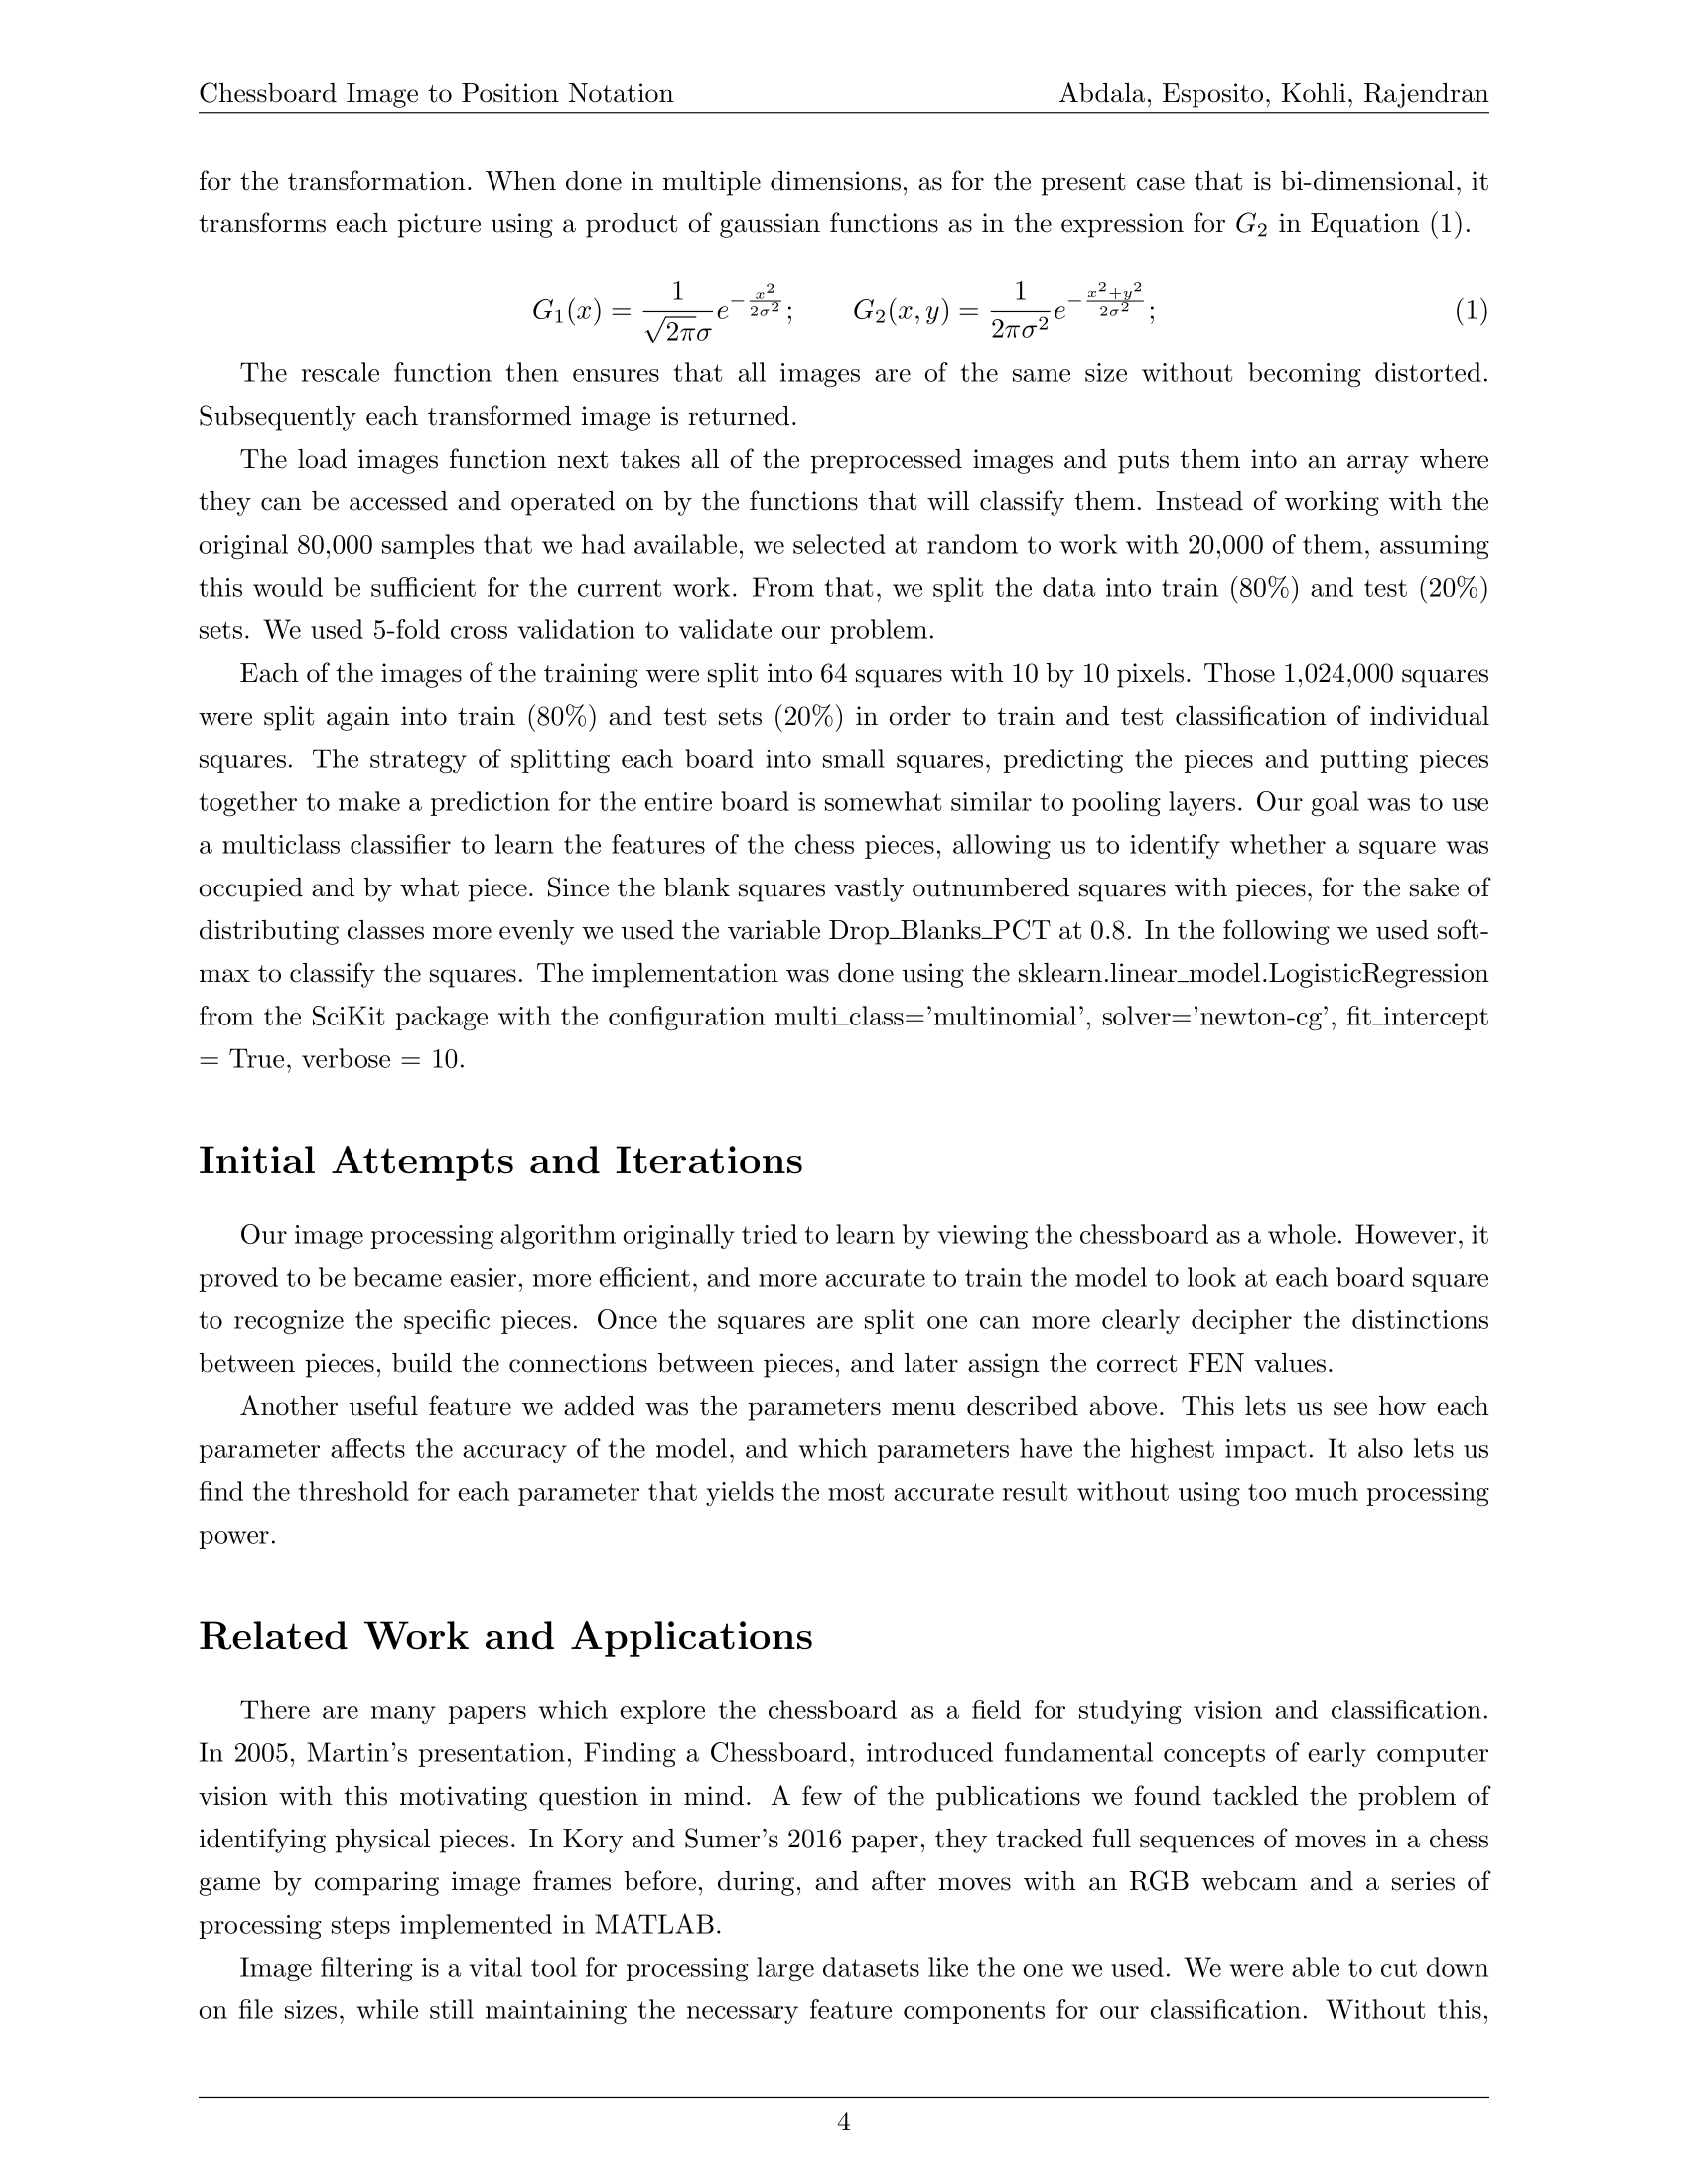 Chessboard Image to Position Notation Abdala, Esposito, Kohli, Rajendran
for the transformation. When done in multiple dimensions, as for the present case that is bi-dimensional, it
transforms each picture using a product of gaussian functions as in the expression for G₂ in Equation (1).
G₁(x) = \frac{1}{\sqrt{2π}σ} e^{-\frac{x²}{2σ²}}; G₂(x, y) = \frac{1}{2πσ²} e^{-\frac{x²+y²}{2σ²}}; (1)
The rescale function then ensures that all images are of the same size without becoming distorted.
Subsequently each transformed image is returned.
The load images function next takes all of the preprocessed images and puts them into an array where
they can be accessed and operated on by the functions that will classify them. Instead of working with the
original 80,000 samples that we had available, we selected at random to work with 20,000 of them, assuming
this would be sufficient for the current work. From that, we split the data into train (80%) and test (20%)
sets. We used 5-fold cross validation to validate our problem.
Each of the images of the training were split into 64 squares with 10 by 10 pixels. Those 1,024,000 squares
were split again into train (80%) and test sets (20%) in order to train and test classification of individual
squares. The strategy of splitting each board into small squares, predicting the pieces and putting pieces
together to make a prediction for the entire board is somewhat similar to pooling layers. Our goal was to use
a multiclass classifier to learn the features of the chess pieces, allowing us to identify whether a square was
occupied and by what piece. Since the blank squares vastly outnumbered squares with pieces, for the sake of
distributing classes more evenly we used the variable Drop_Blanks_PCT at 0.8. In the following we used soft-
max to classify the squares. The implementation was done using the sklearn.linear_model.LogisticRegression
from the SciKit package with the configuration multi_class='multinomial', solver='newton-cg', fit_intercept
= True, verbose = 10.
Initial Attempts and Iterations
Our image processing algorithm originally tried to learn by viewing the chessboard as a whole. However, it
proved to be became easier, more efficient, and more accurate to train the model to look at each board square
to recognize the specific pieces. Once the squares are split one can more clearly decipher the distinctions
between pieces, build the connections between pieces, and later assign the correct FEN values.
Another useful feature we added was the parameters menu described above. This lets us see how each
parameter affects the accuracy of the model, and which parameters have the highest impact. It also lets us
find the threshold for each parameter that yields the most accurate result without using too much processing
power.
Related Work and Applications
There are many papers which explore the chessboard as a field for studying vision and classification.
In 2005, Martin's presentation, Finding a Chessboard, introduced fundamental concepts of early computer
vision with this motivating question in mind. A few of the publications we found tackled the problem of
identifying physical pieces. In Kory and Sumer's 2016 paper, they tracked full sequences of moves in a chess
game by comparing image frames before, during, and after moves with an RGB webcam and a series of
processing steps implemented in MATLAB.
Image filtering is a vital tool for processing large datasets like the one we used. We were able to cut down
on file sizes, while still maintaining the necessary feature components for our classification. Without this,
4